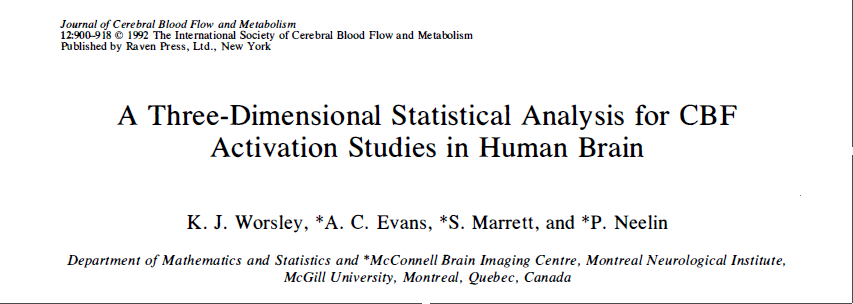 Journal of Cerebral Blood Flow and Metabolism
12:900–918 © 1992 The International Society of Cerebral Blood Flow and Metabolism
Published by Raven Press, Ltd., New York
A Three-Dimensional Statistical Analysis for CBF
Activation Studies in Human Brain
K. J. Worsley, *A. C. Evans, *S. Marrett, and *P. Neelin
Department of Mathematics and Statistics and *McConnell Brain Imaging Centre, Montreal Neurological Institute,
McGill University, Montreal, Quebec, Canada